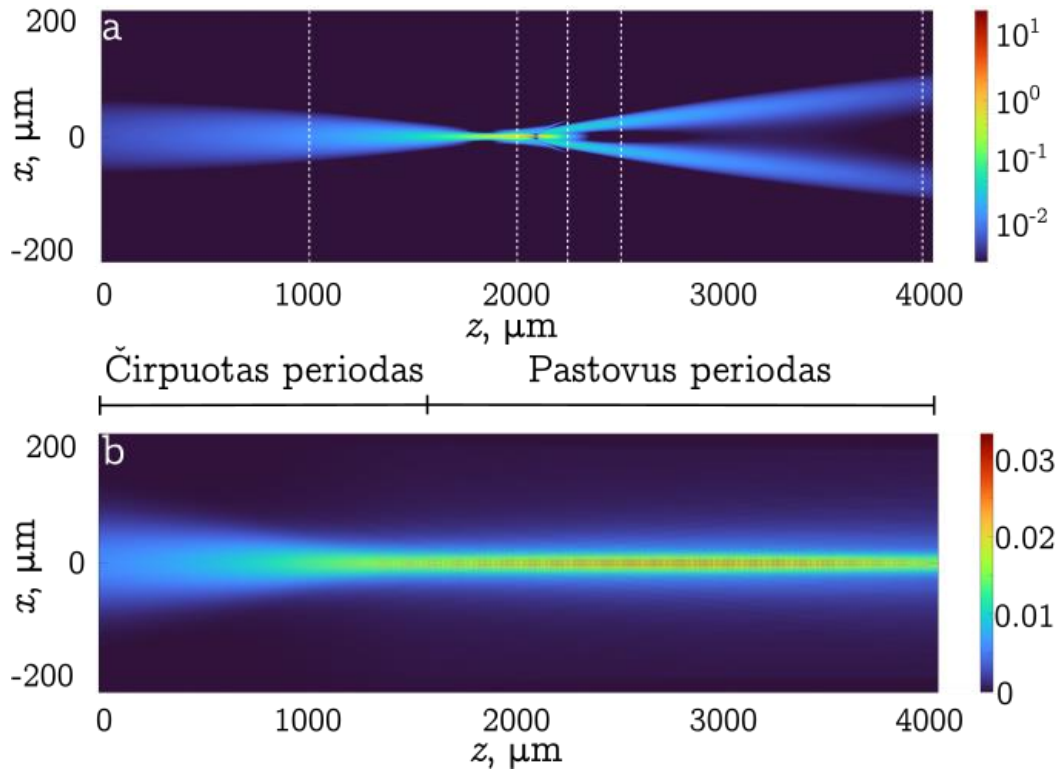 200
a
x, μm
0
-200
10¹
10⁰
10⁻¹
10⁻²
0 1000 2000 3000 4000
z, μm
Čirpuotas periodas Pastovus periodas
200
b
x, μm
0
-200
0.03
0.02
0.01
0
0 1000 2000 3000 4000
z, μm